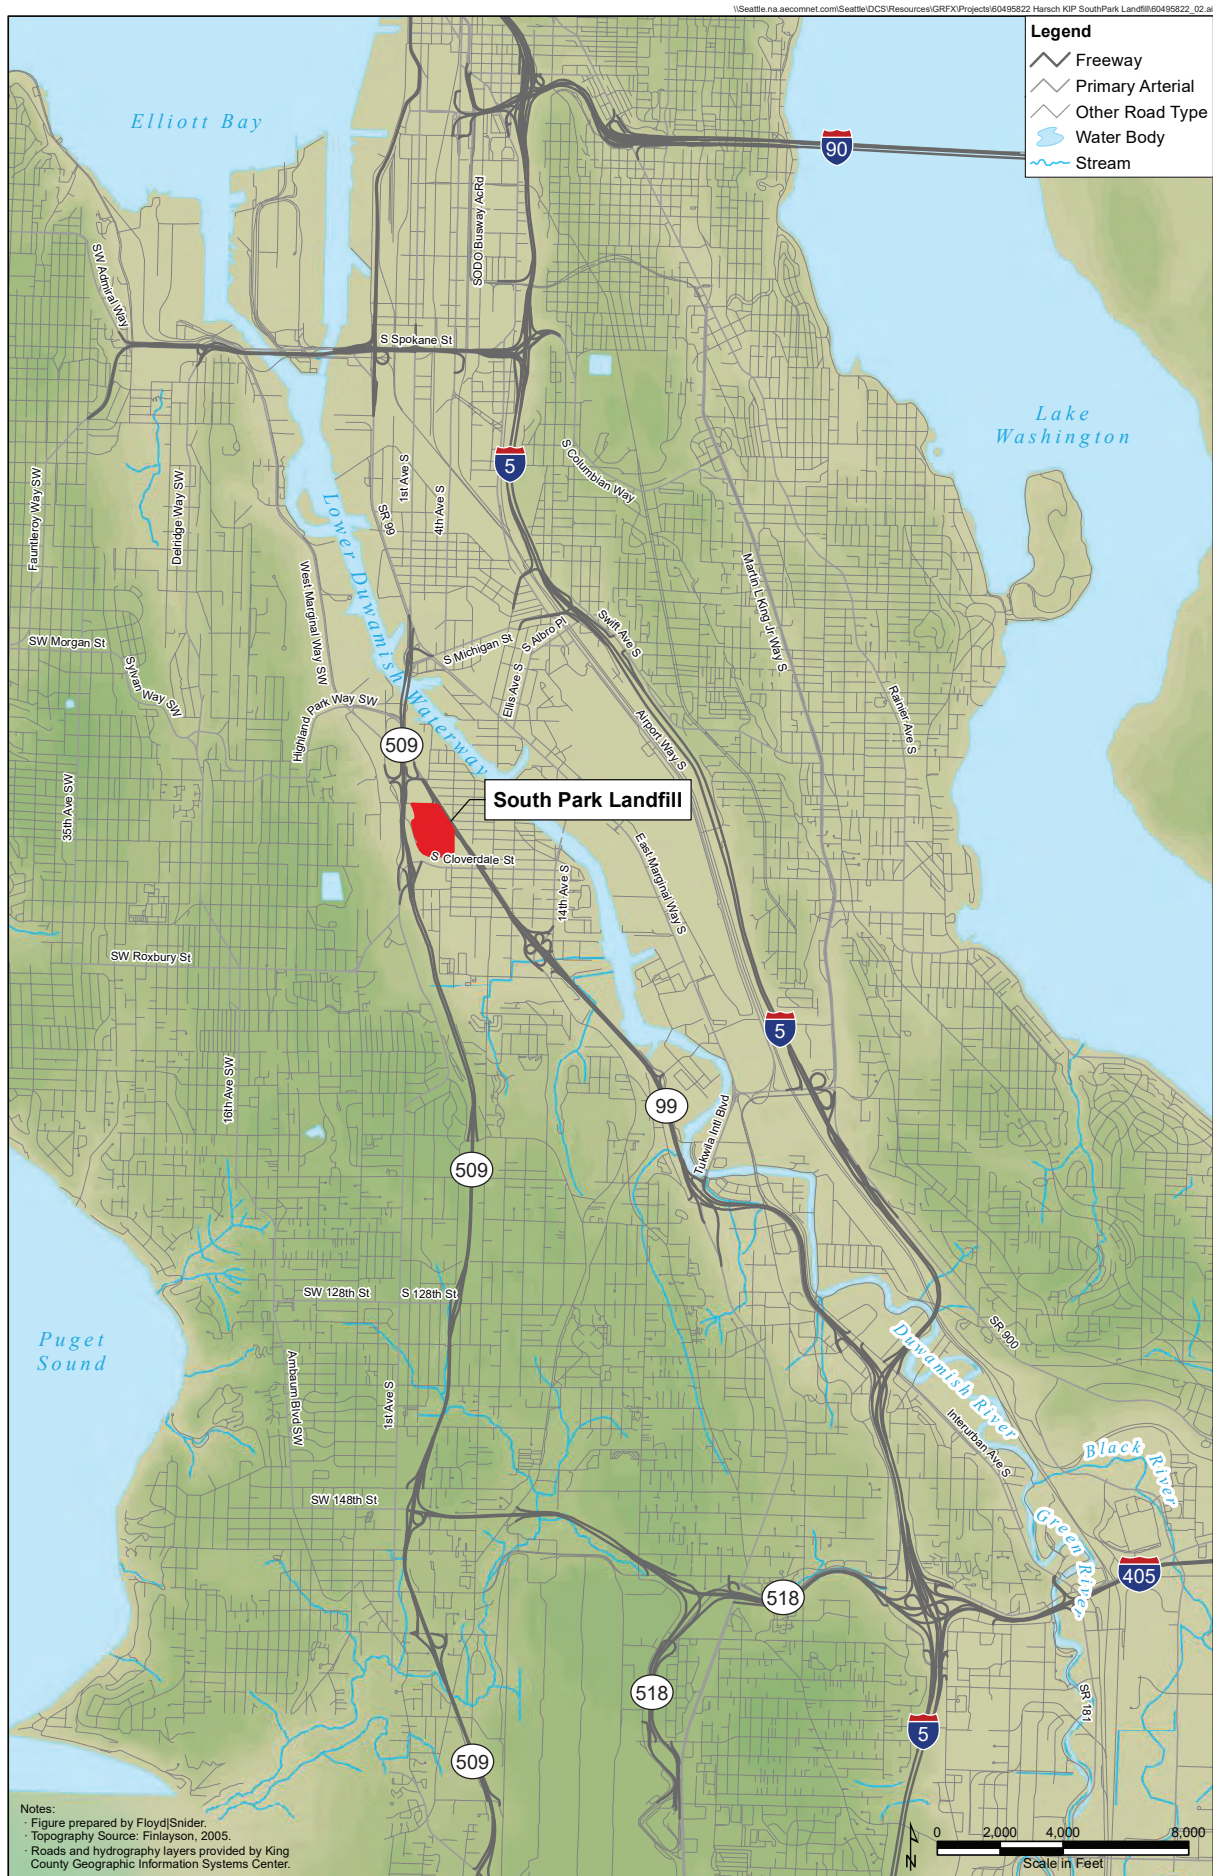 \\Seattle.na.aecomnet.com\Seattle\DCS\Resources\GRFX\Projects\60495822 Harsch KIP SouthPark Landfill\60495822_02.ai
Legend
Freeway
Primary Arterial
Other Road Type
Water Body
Stream
Elliott Bay
90
SODO Busway AcRd
SW Admiral Way
S Spokane St
Lake
Washington
5
S Columbian Way
1st Ave S
4th Ave S
SR 99
Fauntleroy Way SW
Delridge Way SW
Lower Duwamish Waterway
West Marginal Way SW
Martin L King Jr Way S
Swift Ave S
S Albro Pl
S Michigan St
SW Morgan St
Sylvan Way SW
Ellis Ave S
Highland Park Way SW
Rainier Ave S
Airport Way S
509
35th Ave SW
South Park Landfill
S Cloverdale St
East Marginal Way S
14th Ave S
SW Roxbury St
5
16th Ave SW
99
Tukwila Intl Blvd
509
SW 128th St
S 128th St
Puget
Sound
SR 900
Duwamish River
Ambaum Blvd SW
1st Ave S
Interurban Ave S
Black River
SW 148th St
Green River
405
518
518
SR 181
5
509
Notes:
· Figure prepared by Floyd|Snider.
· Topography Source: Finlayson, 2005.
· Roads and hydrography layers provided by King
County Geographic Information Systems Center.
N
0 2,000 4,000 8,000
Scale in Feet